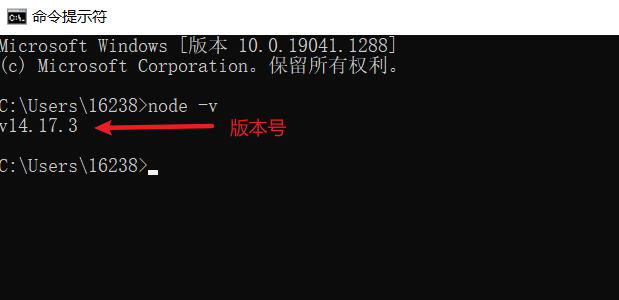 命令提示符
Microsoft Windows [版本 10.0.19041.1288]
(c) Microsoft Corporation。保留所有权利。
C:\Users\16238>node -v
v14.17.3
版本号
C:\Users\16238>